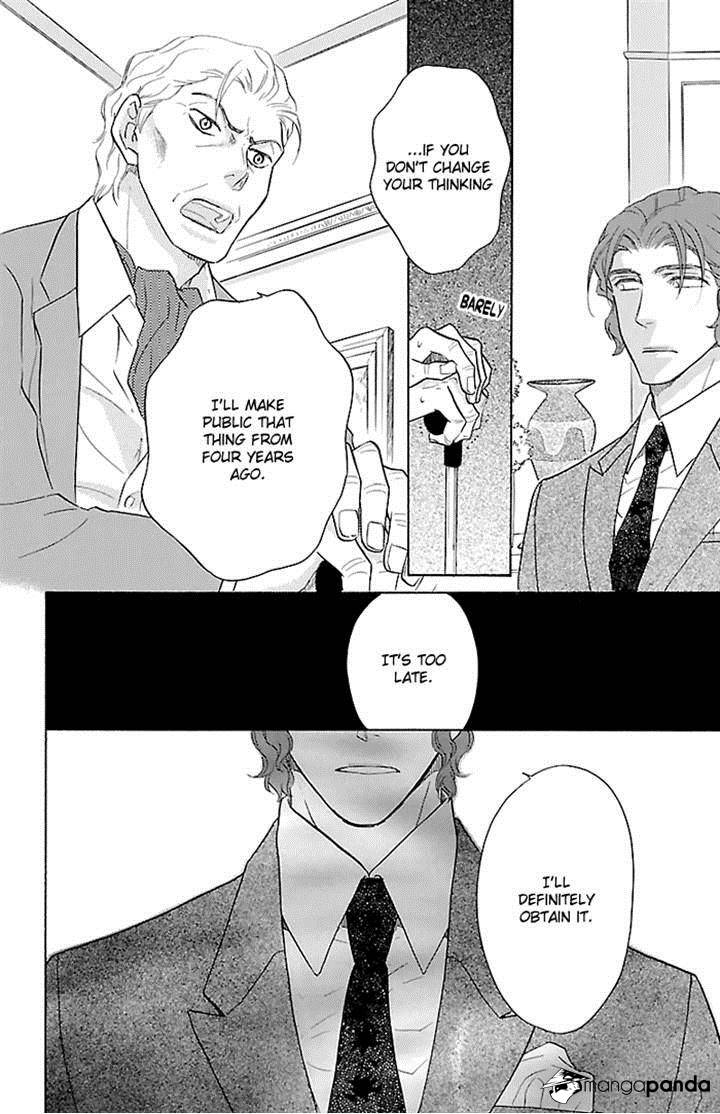 ...IF YOU
DON'T CHANGE
YOUR THINKING
BARELY
I'LL MAKE
PUBLIC THAT
THING FROM
FOUR YEARS
AGO.
IT'S TOO
LATE.
I'LL
DEFINITELY
OBTAIN IT.
mangapanda